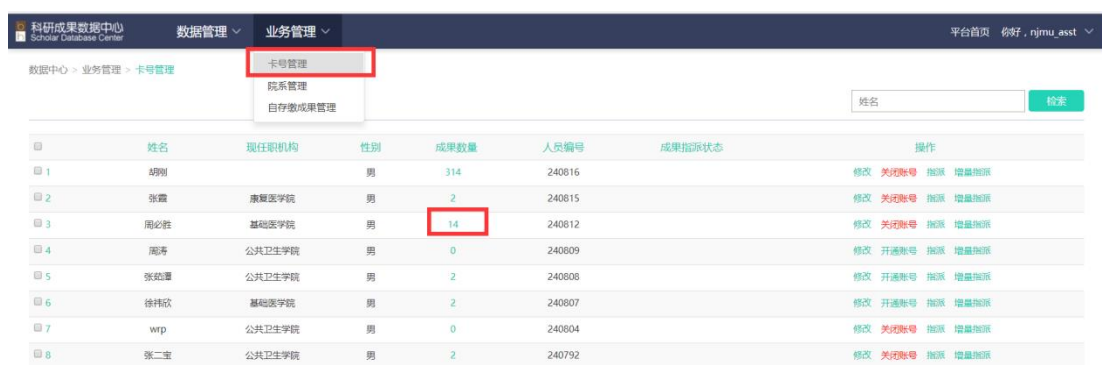 科研成果数据中心 数据管理 业务管理 平台首页 你好，njmu_asst
Scholar Database Center
数据中心 > 业务管理 > 卡号管理
卡号管理
院系管理
自存缴成果管理
姓名 检索
姓名 现任职机构 性别 成果数量 人员编号 成果指派状态 操作
1 胡刚 男 314 240816 修改 关闭账号 指派 增量指派
2 张霞 康复医学院 男 2 240815 修改 关闭账号 指派 增量指派
3 周必胜 基础医学院 男 14 240812 修改 关闭账号 指派 增量指派
4 周涛 公共卫生学院 男 0 240809 修改 开通账号 指派 增量指派
5 张茹潭 公共卫生学院 男 2 240808 修改 开通账号 指派 增量指派
6 徐祎欣 基础医学院 男 2 240807 修改 开通账号 指派 增量指派
7 wrp 公共卫生学院 男 0 240804 修改 关闭账号 指派 增量指派
8 张二宝 公共卫生学院 男 2 240792 修改 关闭账号 指派 增量指派